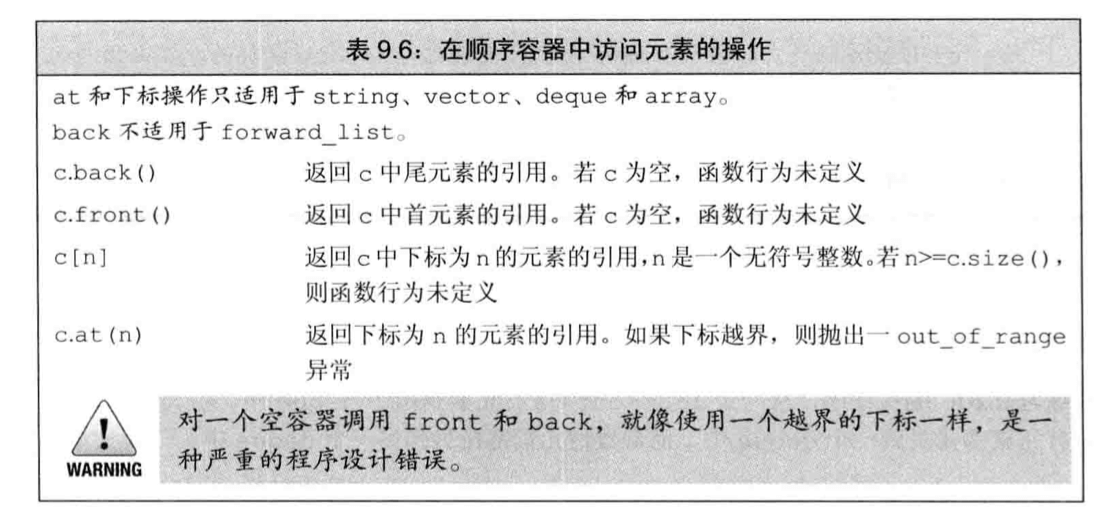 表 9.6：在顺序容器中访问元素的操作
at 和下标操作只适用于 string、vector、deque 和 array。
back 不适用于 forward_list。
c.back() 返回 c 中尾元素的引用。若 c 为空，函数行为未定义
c.front() 返回 c 中首元素的引用。若 c 为空，函数行为未定义
c[n] 返回 c 中下标为 n 的元素的引用，n 是一个无符号整数。若 n>=c.size()，
则函数行为未定义
c.at(n) 返回下标为 n 的元素的引用。如果下标越界，则抛出一 out_of_range
异常
对一个空容器调用 front 和 back，就像使用一个越界的下标一样，是一
种严重的程序设计错误。
WARNING